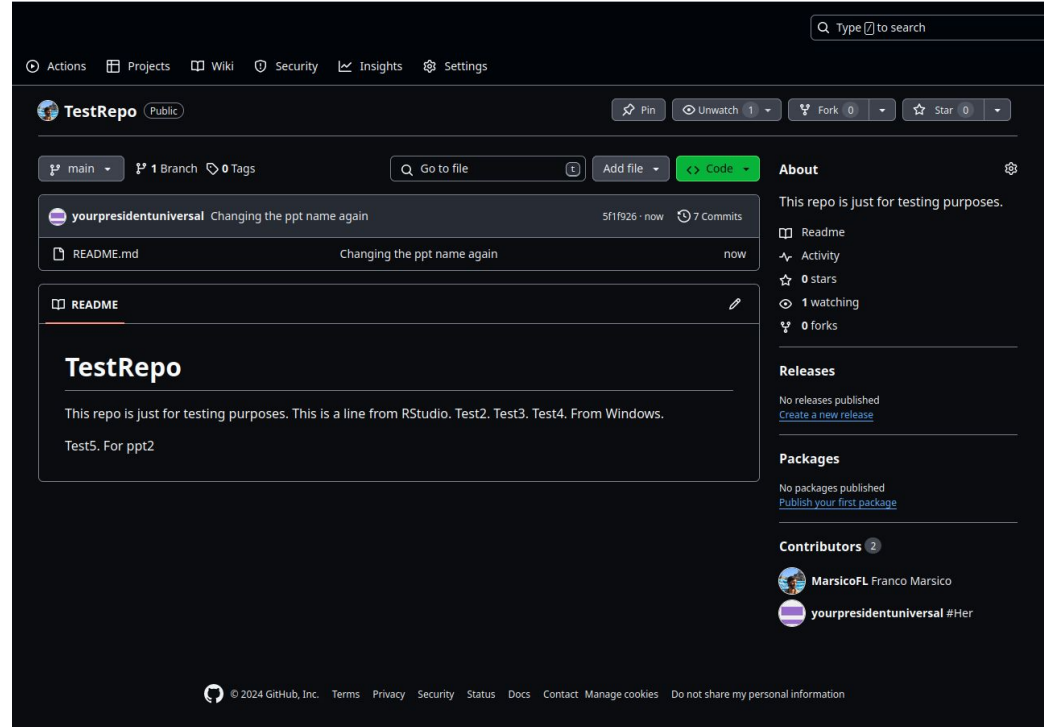 Type / to search
Actions Projects Wiki Security Insights Settings
TestRepo Public Pin Unwatch 1 Fork 0 Star 0
main 1 Branch 0 Tags Go to file t Add file <> Code
yourpresidentuniversal Changing the ppt name again 5f1f926 · now 7 Commits
README.md Changing the ppt name again now
README
TestRepo
This repo is just for testing purposes. This is a line from RStudio. Test2. Test3. Test4. From Windows.
Test5. For ppt2
About
This repo is just for testing purposes.
Readme
Activity
0 stars
1 watching
0 forks
Releases
No releases published
Create a new release
Packages
No packages published
Publish your first package
Contributors 2
MarsicoFL Franco Marsico
yourpresidentuniversal #Her
© 2024 GitHub, Inc. Terms Privacy Security Status Docs Contact Manage cookies Do not share my personal information